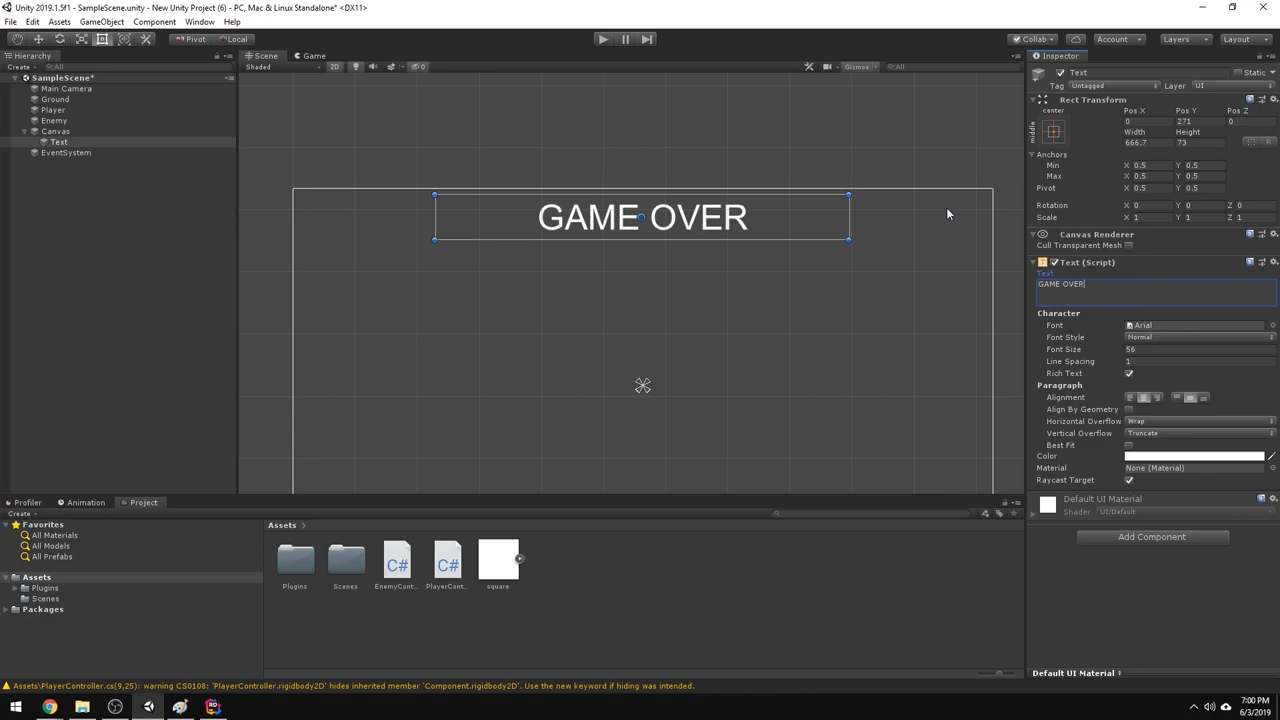 Unity 2019.1.5f1 - SampleScene.unity - New Unity Project (6) - PC, Mac & Linux Standalone* <DX11>
File Edit Assets GameObject Component Window Help
Pivot Local Collab Account Layers Layout
Hierarchy Scene Game Inspector
Create All Shaded 2D 0 Gizmos All
Text Static
Tag Untagged Layer UI
SampleScene*
Main Camera
Ground
Player
Enemy
Canvas
Text
EventSystem
GAME OVER
Rect Transform
center Pos X Pos Y Pos Z
middle 0 271 0
Width Height
666.7 73 R
Anchors
Min X 0.5 Y 0.5
Max X 0.5 Y 0.5
Pivot X 0.5 Y 0.5
Rotation X 0 Y 0 Z 0
Scale X 1 Y 1 Z 1
Canvas Renderer
Cull Transparent Mesh
T Text (Script)
Text
GAME OVER
Character
Font Arial
Font Style Normal
Font Size 56
Line Spacing 1
Rich Text
Paragraph
Alignment
Align By Geometry
Horizontal Overflow Wrap
Vertical Overflow Truncate
Best Fit
Color
Material None (Material)
Raycast Target
Default UI Material
Shader UI/Default
Add Component
Default UI Material
Profiler Animation Project
Create
Favorites
All Materials
All Models
All Prefabs
Assets
Plugins
Scenes
Packages
Assets
C# C#
Plugins Scenes EnemyCont... PlayerCont... square
Assets\PlayerController.cs(9,25): warning CS0108: 'PlayerController.rigidbody2D' hides inherited member 'Component.rigidbody2D'. Use the new keyword if hiding was intended.
RD
7:00 PM
6/3/2019